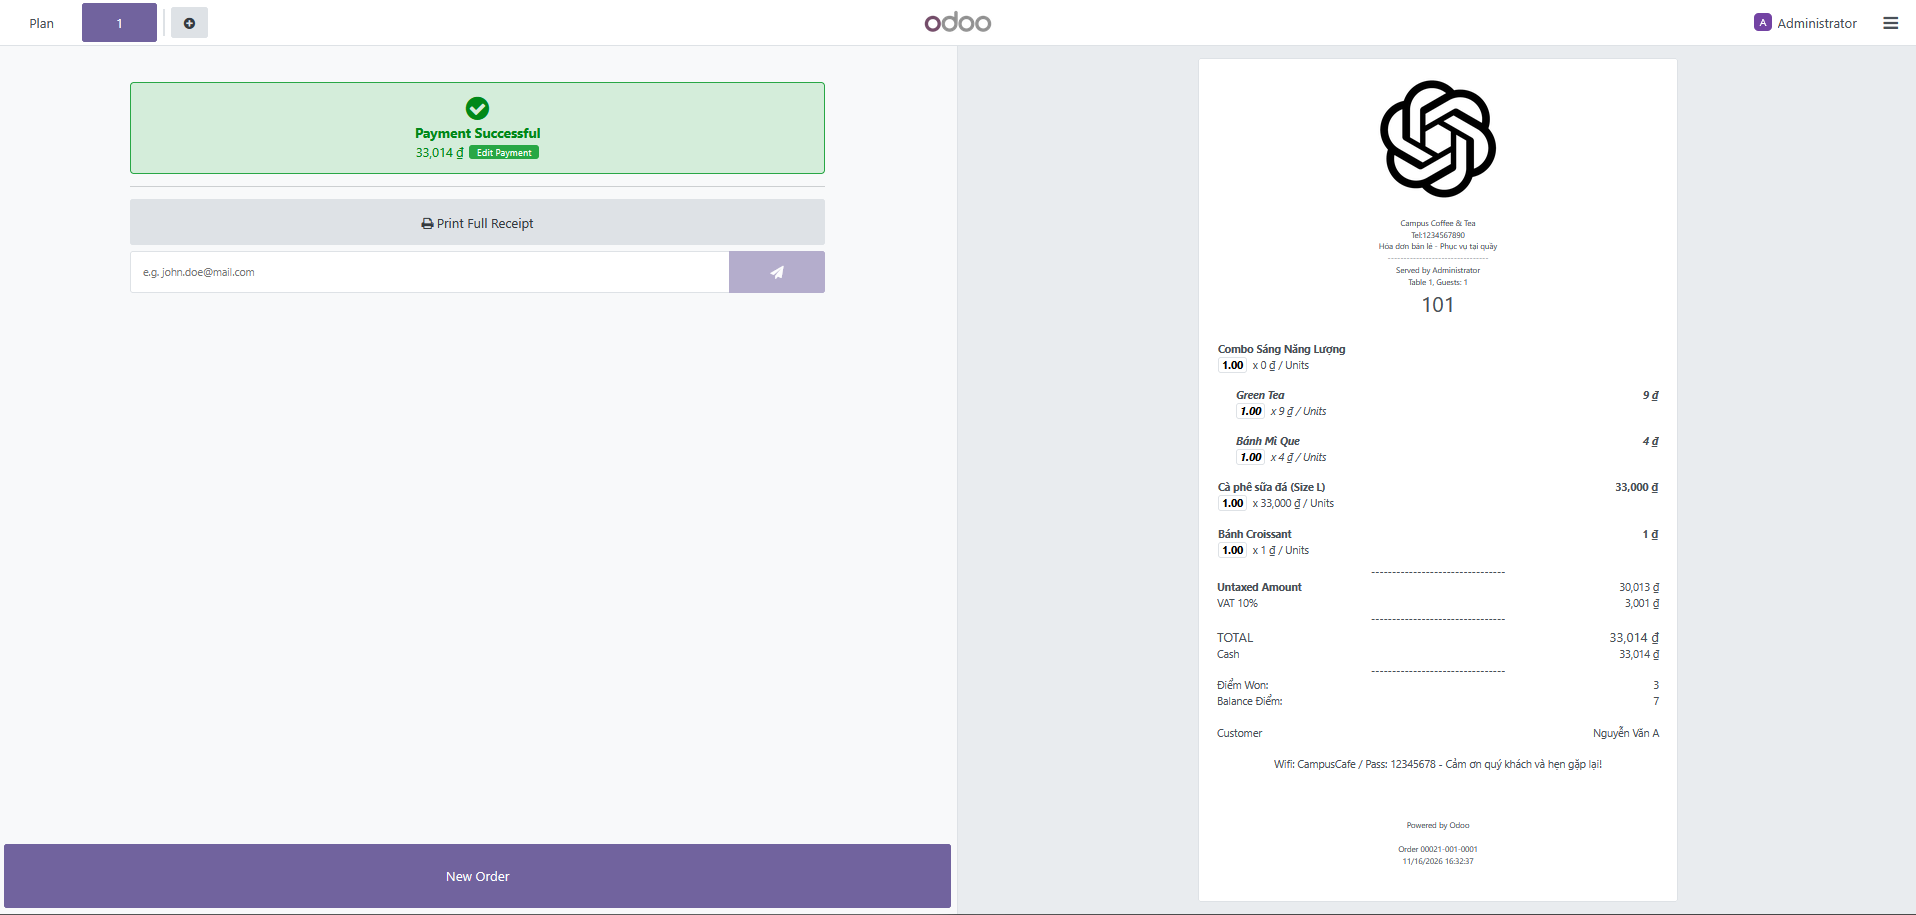 Plan
1
odoo
A Administrator
Payment Successful
33,014 ₫ Edit Payment
Print Full Receipt
e.g. john.doe@mail.com
New Order
Campus Coffee & Tea
Tel:1234567890
Hóa đơn bán lẻ - Phục vụ tại quầy
--------------------------------
Served by Administrator
Table 1, Guests: 1
101
Combo Sáng Năng Lượng
1.00 x 0 ₫ / Units
Green Tea 9 ₫
1.00 x 9 ₫ / Units
Bánh Mì Que 4 ₫
1.00 x 4 ₫ / Units
Cà phê sữa đá (Size L) 33,000 ₫
1.00 x 33,000 ₫ / Units
Bánh Croissant 1 ₫
1.00 x 1 ₫ / Units
--------------------------------
Untaxed Amount 30,013 ₫
VAT 10% 3,001 ₫
--------------------------------
TOTAL 33,014 ₫
Cash 33,014 ₫
--------------------------------
Điểm Won: 3
Balance Điểm: 7
Customer Nguyễn Văn A
Wifi: CampusCafe / Pass: 12345678 - Cảm ơn quý khách và hẹn gặp lại!
Powered by Odoo
Order 00021-001-0001
11/16/2026 16:32:37